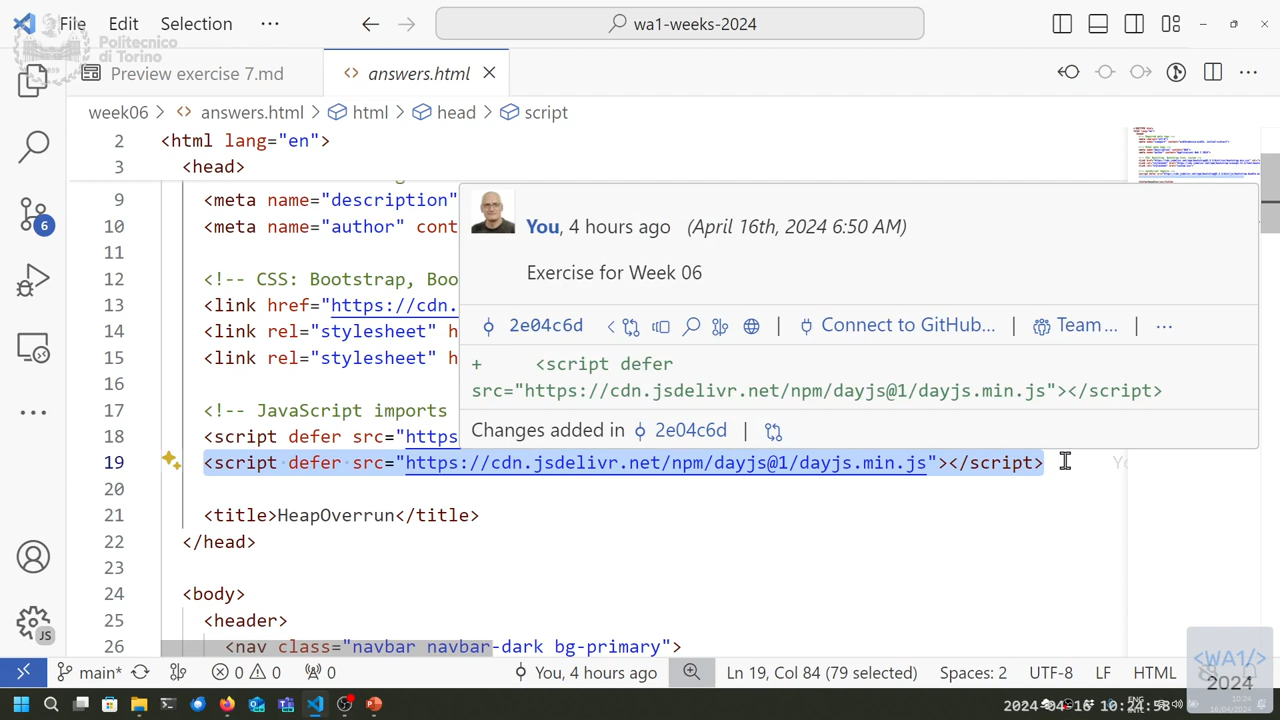 File Edit Selection ··· wa1-weeks-2024
Politecnico
di Torino
Preview exercise 7.md answers.html
week06 > answers.html > html > head > script
2 <html lang="en">
3 <head>
9 <meta name="description"
10 <meta name="author" cont
11
12 <!-- CSS: Bootstrap, Boo
13 <link href="https://cdn.
14 <link rel="stylesheet" h
15 <link rel="stylesheet" h
16
17 <!-- JavaScript imports
18 <script defer src="https
19 <script defer src="https://cdn.jsdelivr.net/npm/dayjs@1/dayjs.min.js"></script>
20
21 <title>HeapOverrun</title>
22 </head>
23
24 <body>
25 <header>
26 <nav class="navbar navbar-dark bg-primary">
You, 4 hours ago (April 16th, 2024 6:50 AM)
Exercise for Week 06
2e04c6d | Connect to GitHub... | Team... | ···
+ <script defer
src="https://cdn.jsdelivr.net/npm/dayjs@1/dayjs.min.js"></script>
Changes added in 2e04c6d |
6
JS
main* 0 0 0 You, 4 hours ago Ln 19, Col 84 (79 selected) Spaces: 2 UTF-8 LF HTML
<WA1/>
2024
2024-04-16 10:24:58